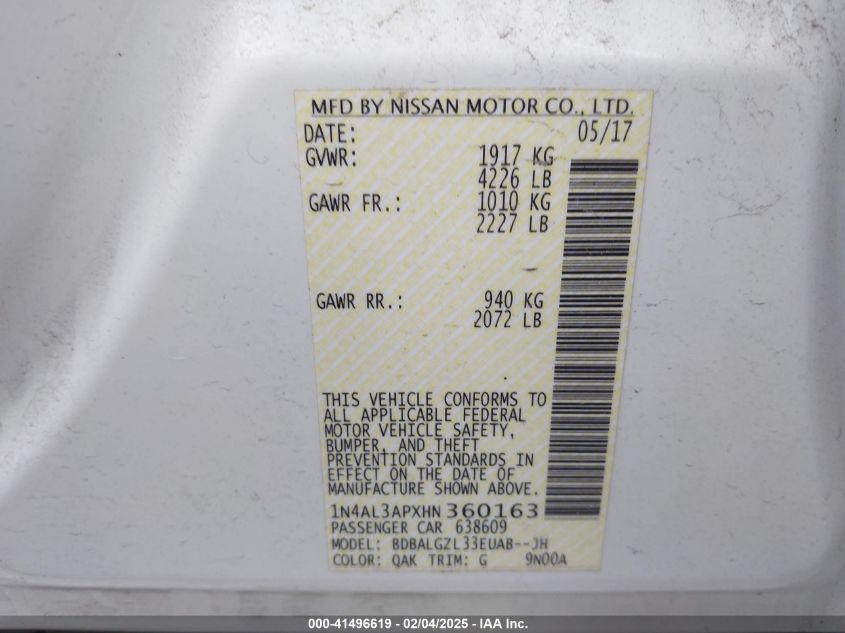 MFD BY NISSAN MOTOR CO., LTD.
DATE: 05/17
GVWR: 1917 KG
4226 LB
GAWR FR.: 1010 KG
2227 LB
GAWR RR.: 940 KG
2072 LB
THIS VEHICLE CONFORMS TO
ALL APPLICABLE FEDERAL
MOTOR VEHICLE SAFETY,
BUMPER, AND THEFT
PREVENTION STANDARDS IN
EFFECT ON THE DATE OF
MANUFACTURE SHOWN ABOVE.
1N4AL3APXHN360163
PASSENGER CAR 638609
MODEL: BDBALGZL33EUAB--JH
COLOR: QAK TRIM: G 9N00A
000-41496619 - 02/04/2025 - IAA Inc.